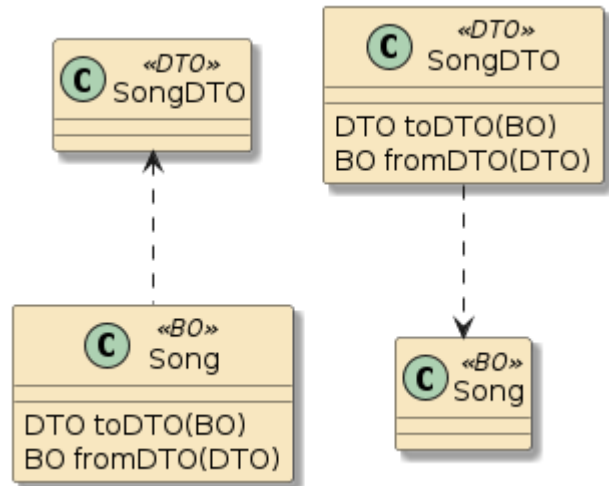 C «DTO»
SongDTO
C «BO»
Song
DTO toDTO(BO)
BO fromDTO(DTO)
C «DTO»
SongDTO
DTO toDTO(BO)
BO fromDTO(DTO)
C «BO»
Song